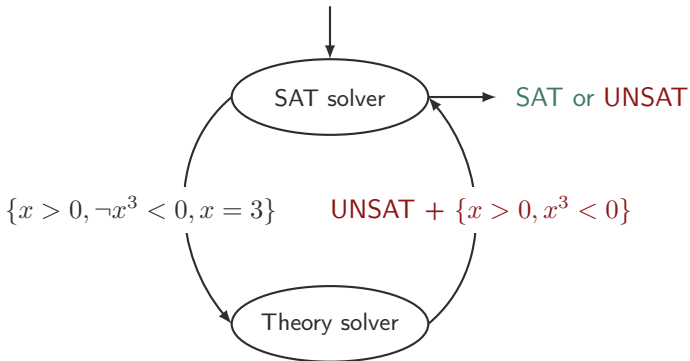 SAT solver
SAT or UNSAT
{x > 0, ¬x³ < 0, x = 3}
UNSAT + {x > 0, x³ < 0}
Theory solver